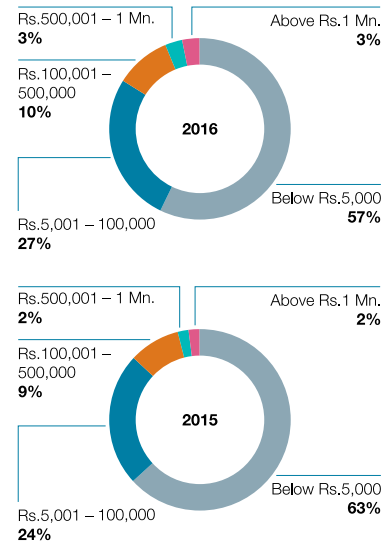 Rs.500,001 – 1 Mn.
3%
Above Rs.1 Mn.
3%
Rs.100,001 –
500,000
10%
2016
Below Rs.5,000
57%
Rs.5,001 – 100,000
27%
Rs.500,001 – 1 Mn.
2%
Above Rs.1 Mn.
2%
Rs.100,001 –
500,000
9%
2015
Below Rs.5,000
63%
Rs.5,001 – 100,000
24%